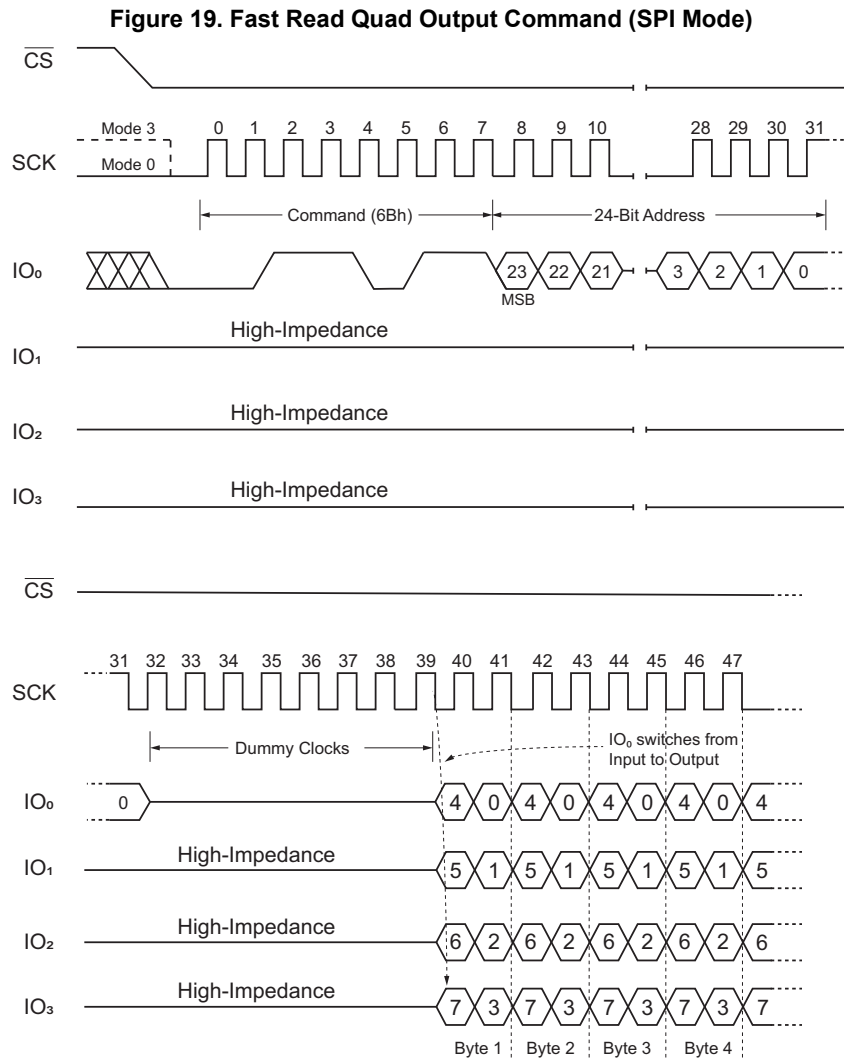 Figure 19. Fast Read Quad Output Command (SPI Mode)
CS
Mode 3
0 1 2 3 4 5 6 7 8 9 10 28 29 30 31
SCK
Mode 0
Command (6Bh) 24-Bit Address
IO₀ 23 22 21 3 2 1 0
MSB
High-Impedance
IO₁
High-Impedance
IO₂
High-Impedance
IO₃
CS
31 32 33 34 35 36 37 38 39 40 41 42 43 44 45 46 47
SCK
Dummy Clocks
IO₀ switches from
Input to Output
IO₀ 0 4 0 4 0 4 0 4 0 4
IO₁ High-Impedance 5 1 5 1 5 1 5 1 5
IO₂ High-Impedance 6 2 6 2 6 2 6 2 6
IO₃ High-Impedance 7 3 7 3 7 3 7 3 7
Byte 1 Byte 2 Byte 3 Byte 4